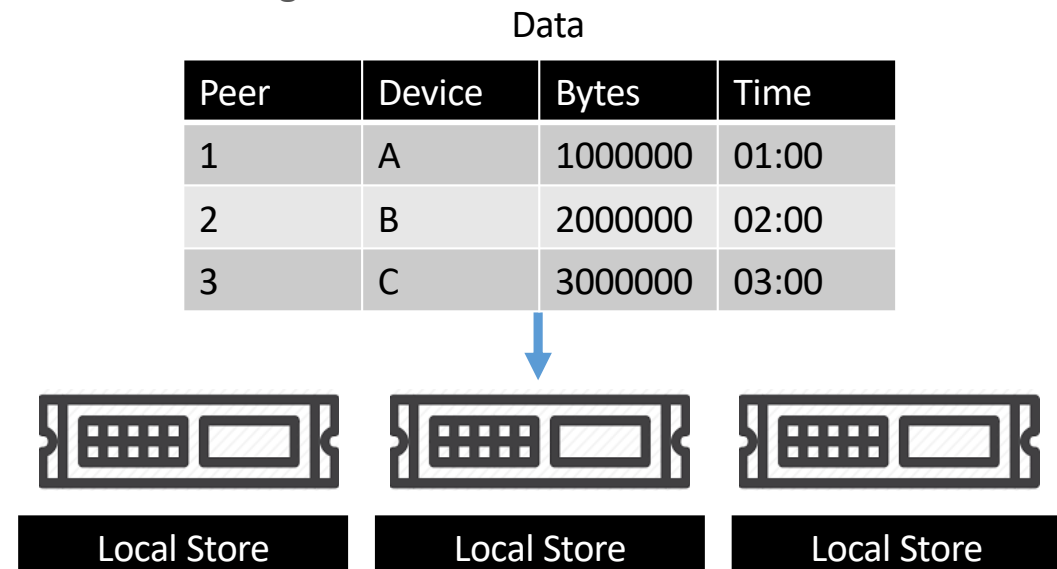 Data
Peer Device Bytes Time
1 A 1000000 01:00
2 B 2000000 02:00
3 C 3000000 03:00
Local Store Local Store Local Store